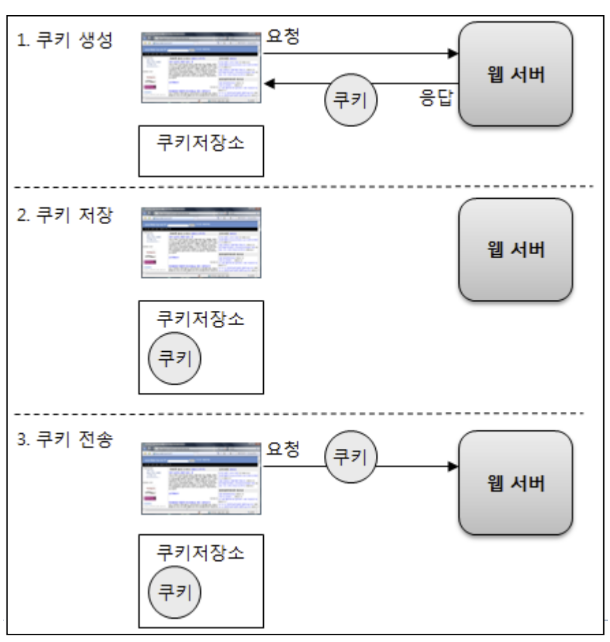 1. 쿠키 생성
요청
웹 서버
쿠키
응답
쿠키저장소
2. 쿠키 저장
웹 서버
쿠키저장소
쿠키
3. 쿠키 전송
요청
쿠키
웹 서버
쿠키저장소
쿠키